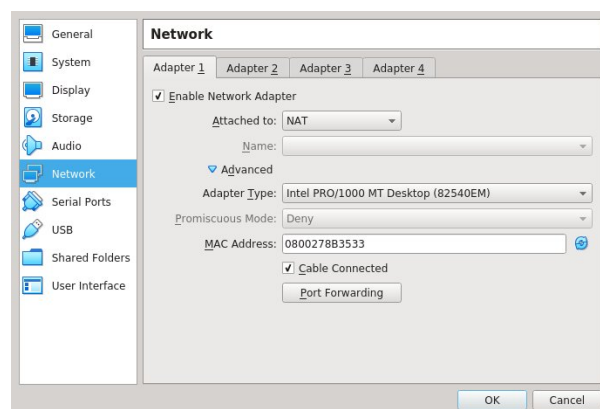 General
System
Display
Storage
Audio
Network
Serial Ports
USB
Shared Folders
User Interface
Network
Adapter 1 Adapter 2 Adapter 3 Adapter 4
Enable Network Adapter
Attached to: NAT
Name:
Advanced
Adapter Type: Intel PRO/1000 MT Desktop (82540EM)
Promiscuous Mode: Deny
MAC Address: 0800278B3533
Cable Connected
Port Forwarding
OK Cancel